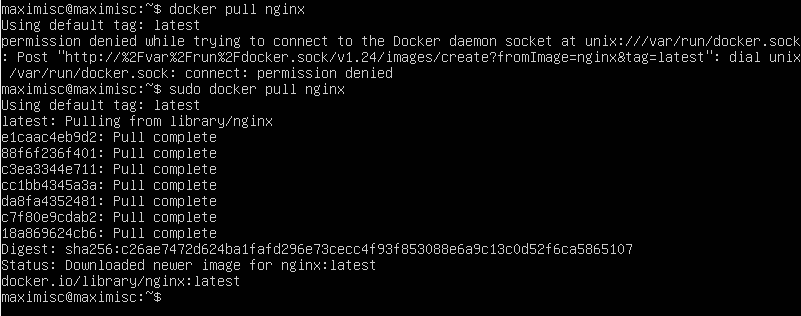 maximisc@maximisc:~$ docker pull nginx
Using default tag: latest
permission denied while trying to connect to the Docker daemon socket at unix:///var/run/docker.sock
: Post "http://%2Fvar%2Frun%2Fdocker.sock/v1.24/images/create?fromImage=nginx&tag=latest": dial unix
 /var/run/docker.sock: connect: permission denied
maximisc@maximisc:~$ sudo docker pull nginx
Using default tag: latest
latest: Pulling from library/nginx
e1caac4eb9d2: Pull complete
88f6f236f401: Pull complete
c3ea3344e711: Pull complete
cc1bb4345a3a: Pull complete
da8fa4352481: Pull complete
c7f80e9cdab2: Pull complete
18a869624cb6: Pull complete
Digest: sha256:c26ae7472d624ba1fafd296e73cecc4f93f853088e6a9c13c0d52f6ca5865107
Status: Downloaded newer image for nginx:latest
docker.io/library/nginx:latest
maximisc@maximisc:~$